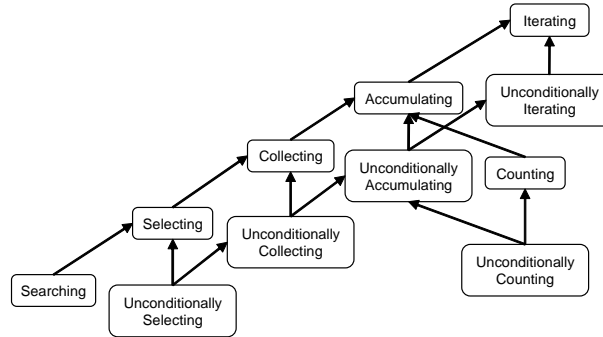 Iterating
Accumulating
Unconditionally
Iterating
Collecting
Unconditionally
Accumulating
Counting
Selecting
Unconditionally
Collecting
Unconditionally
Counting
Searching
Unconditionally
Selecting